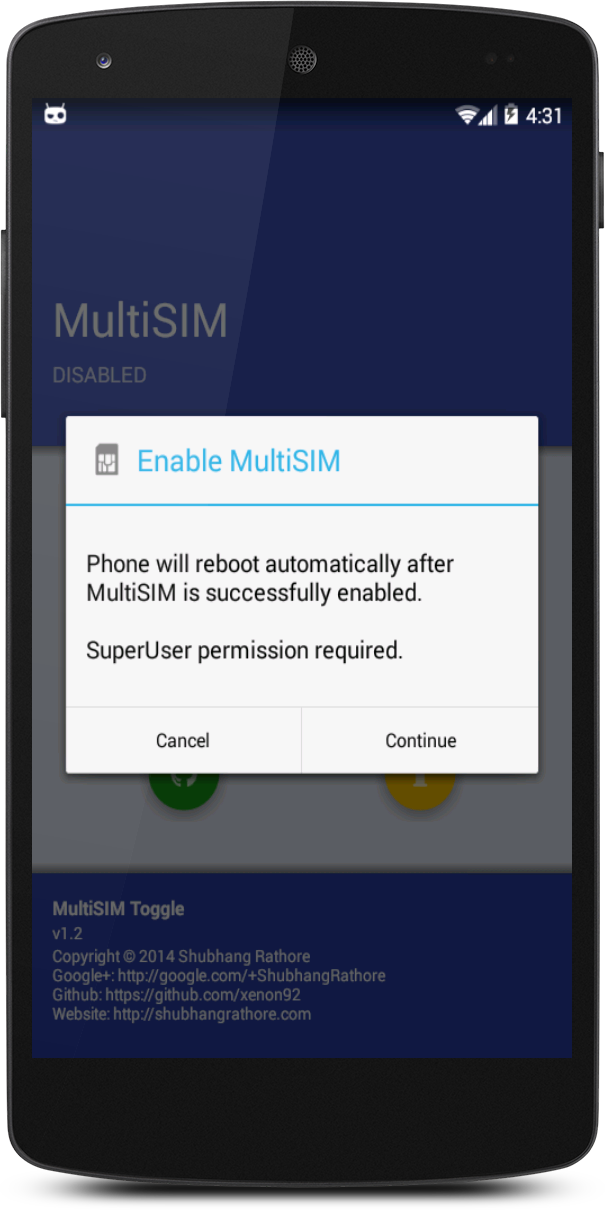 4:31
MultiSIM
DISABLED
Enable MultiSIM
Phone will reboot automatically after
MultiSIM is successfully enabled.
SuperUser permission required.
Cancel
Continue
MultiSIM Toggle
v1.2
Copyright © 2014 Shubhang Rathore
Google+: http://google.com/+ShubhangRathore
Github: https://github.com/xenon92
Website: http://shubhangrathore.com